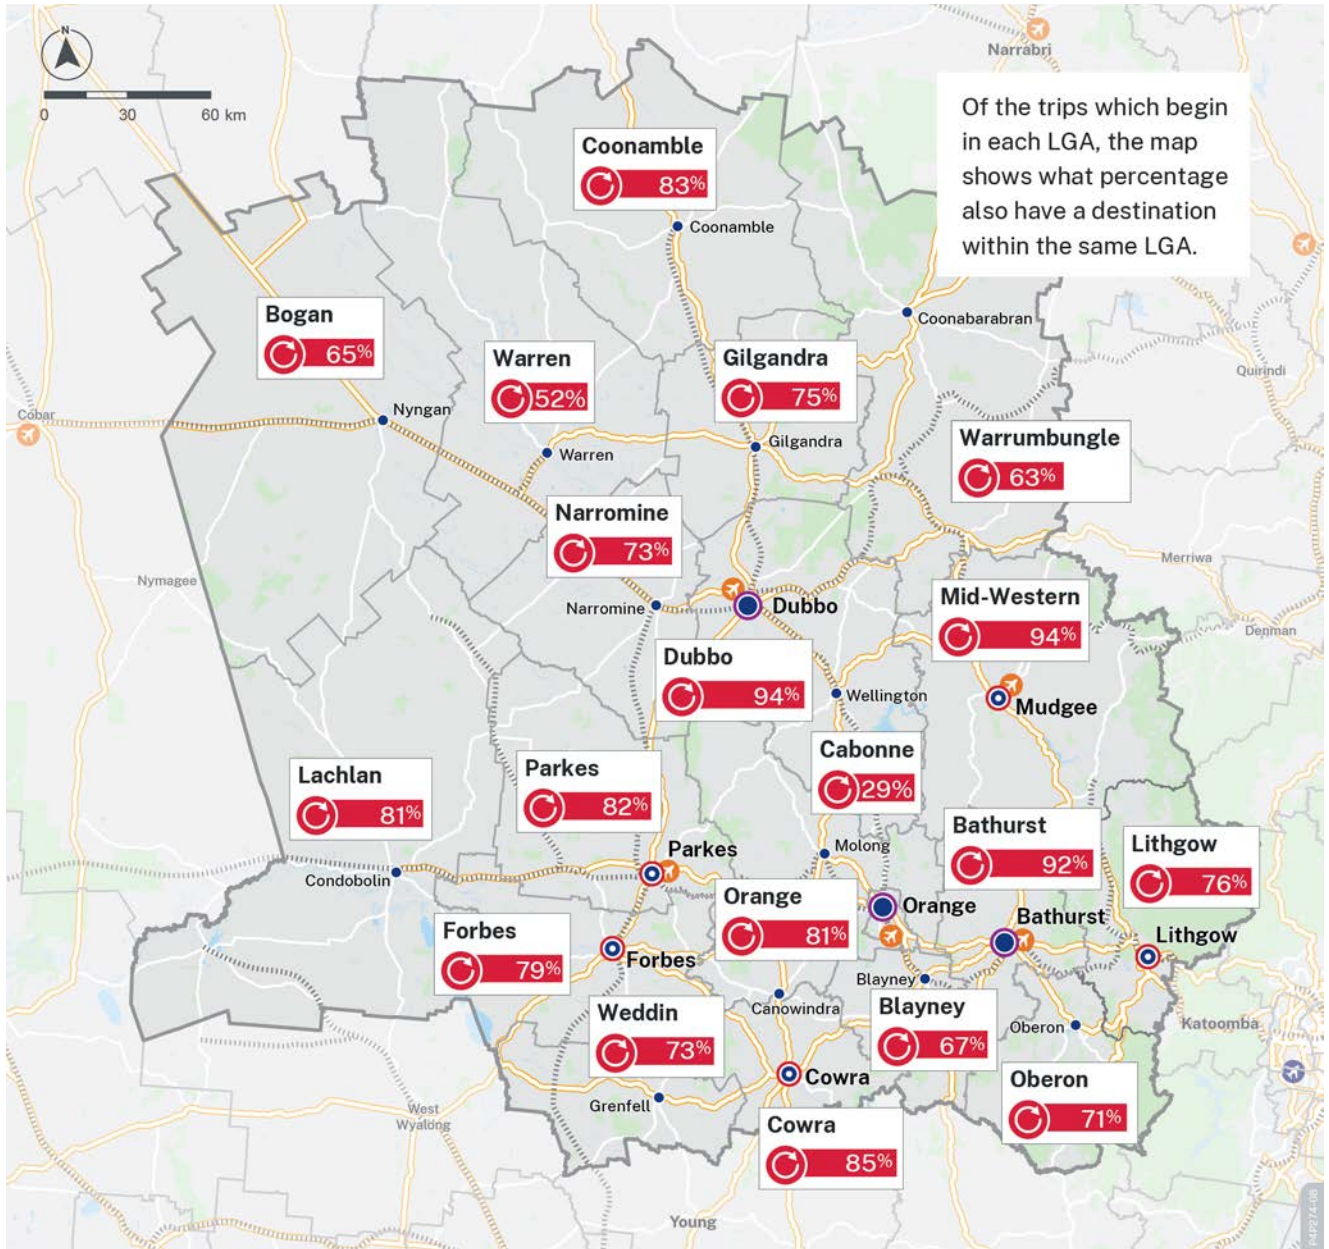 N
0 30 60 km
Narrabri
Of the trips which begin
in each LGA, the map
shows what percentage
also have a destination
within the same LGA.
Coonamble
83%
Coonamble
Bogan
65%
Coonabarabran
Warren
52%
Gilgandra
75%
Quirindi
Nyngan
Cobar
Gilgandra
Warren
Warrumbungle
63%
Narromine
73%
Merriwa
Nymagee
Narromine
Dubbo
Mid-Western
94%
Denman
Dubbo
94%
Wellington
Mudgee
Cabonne
29%
Lachlan
81%
Parkes
82%
Bathurst
92%
Lithgow
76%
Molong
Parkes
Condobolin
Orange
81%
Orange
Bathurst
Forbes
79%
Forbes
Lithgow
Blayney
Canowindra
Weddin
73%
Blayney
67%
Oberon
Katoomba
Cowra
Oberon
71%
Grenfell
West
Wyalong
Cowra
85%
Young
P4P274-08